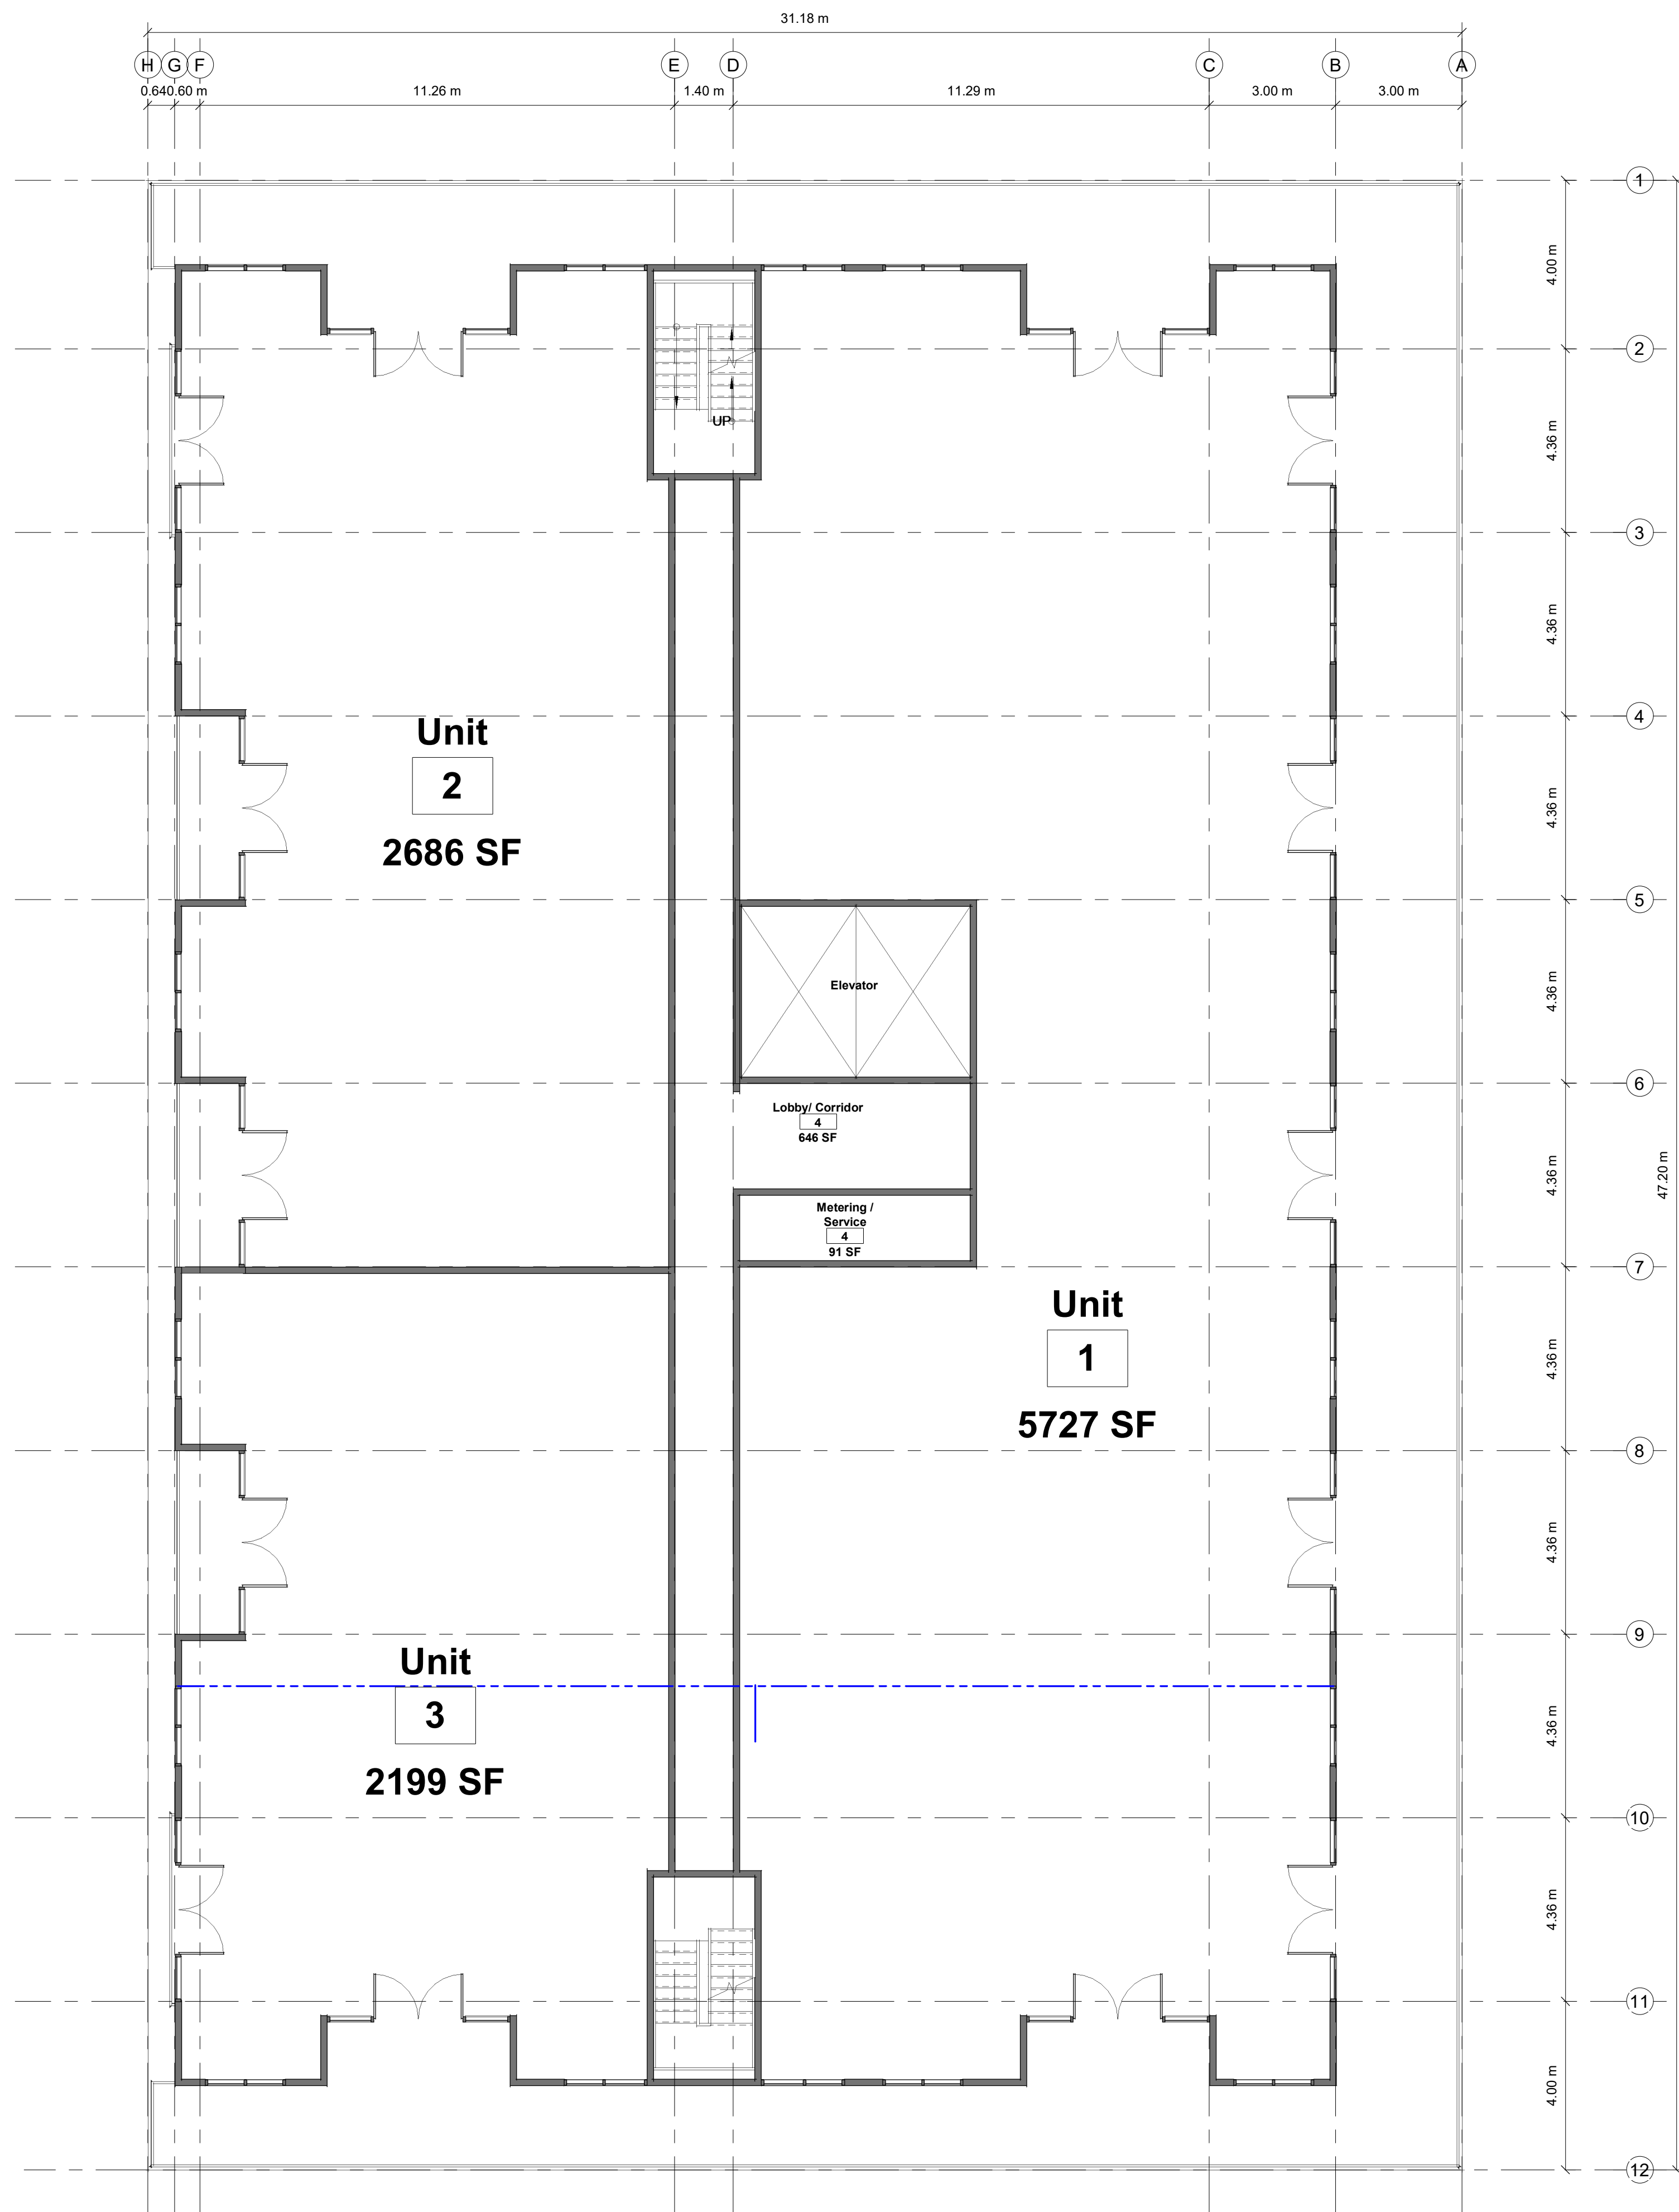 31.18 m
H G F E D C B A
0.640.60 m 11.26 m 1.40 m 11.29 m 3.00 m 3.00 m
1
4.00 m
2
UP
4.36 m
3
4.36 m
4
Unit
2
2686 SF
4.36 m
5
Elevator
4.36 m
6
Lobby/ Corridor
4
646 SF
4.36 m
47.20 m
Metering /
Service
4
91 SF
7
Unit
1
5727 SF
4.36 m
8
4.36 m
9
Unit
3
2199 SF
4.36 m
10
4.36 m
11
4.00 m
12